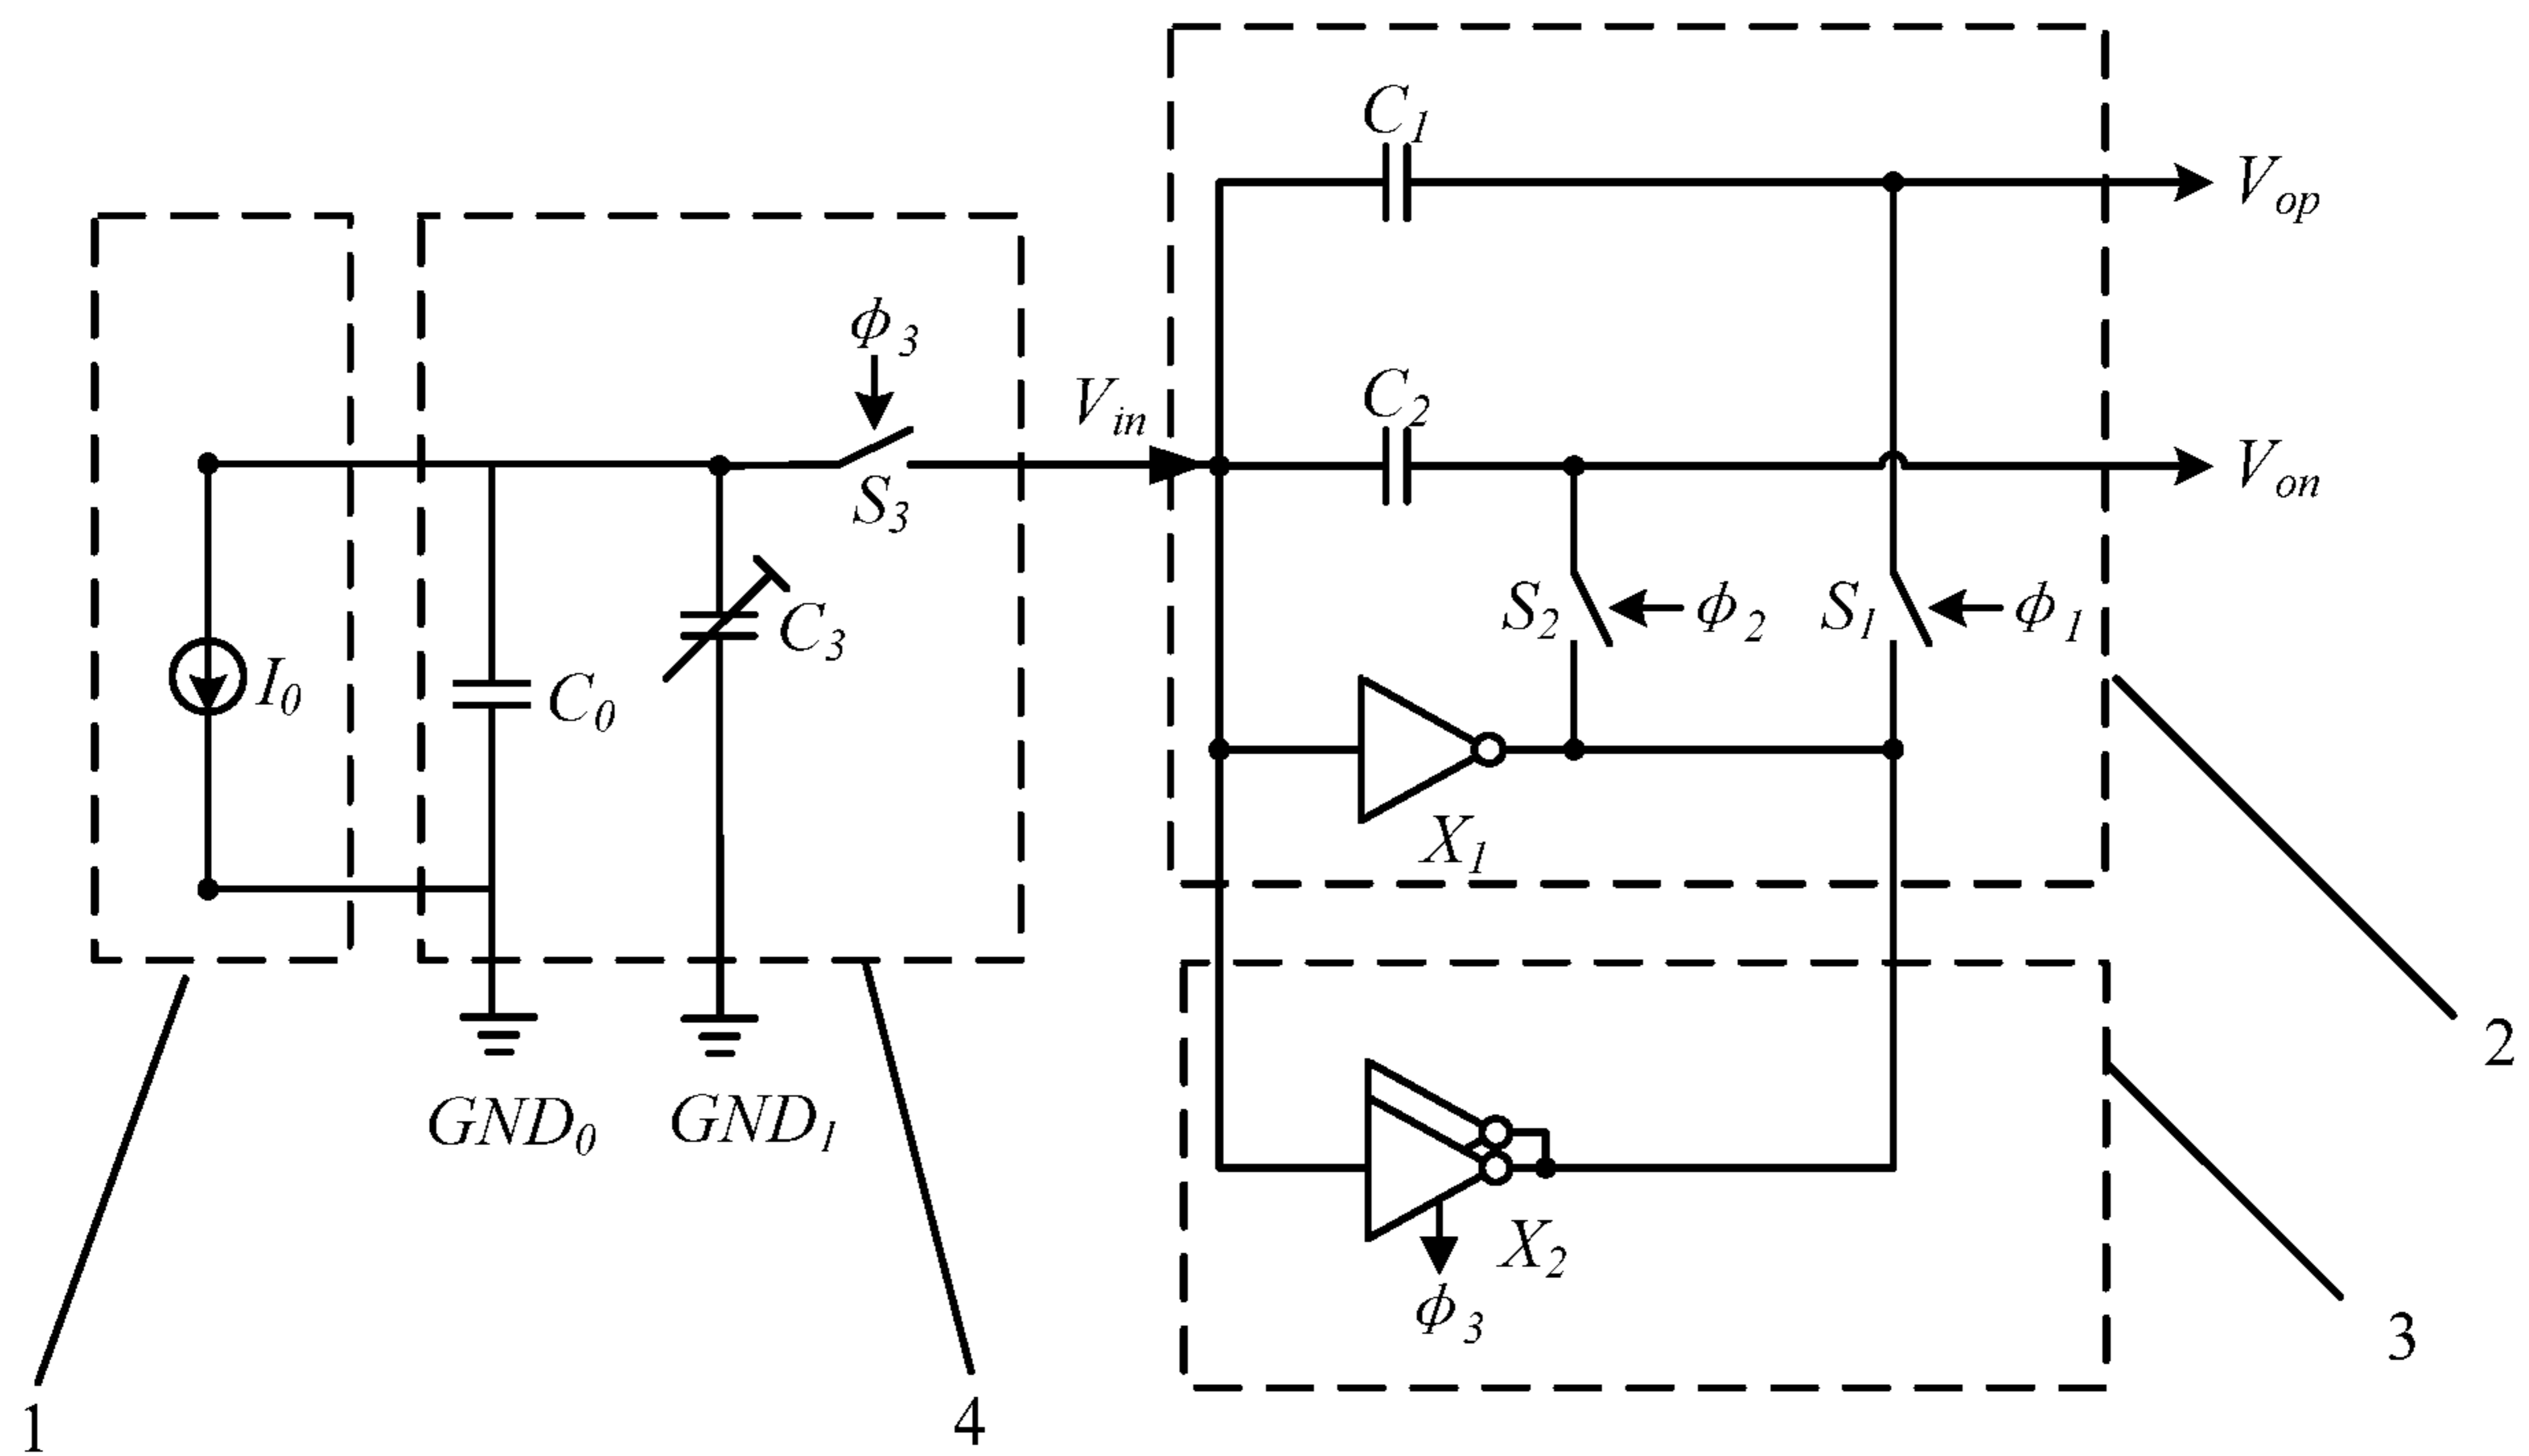 C1
Vop
ϕ3
Vin
C2
Von
S3
I0
C0
C3
S2
ϕ2
S1
ϕ1
X1
GND0
GND1
X2
ϕ3
1
4
2
3